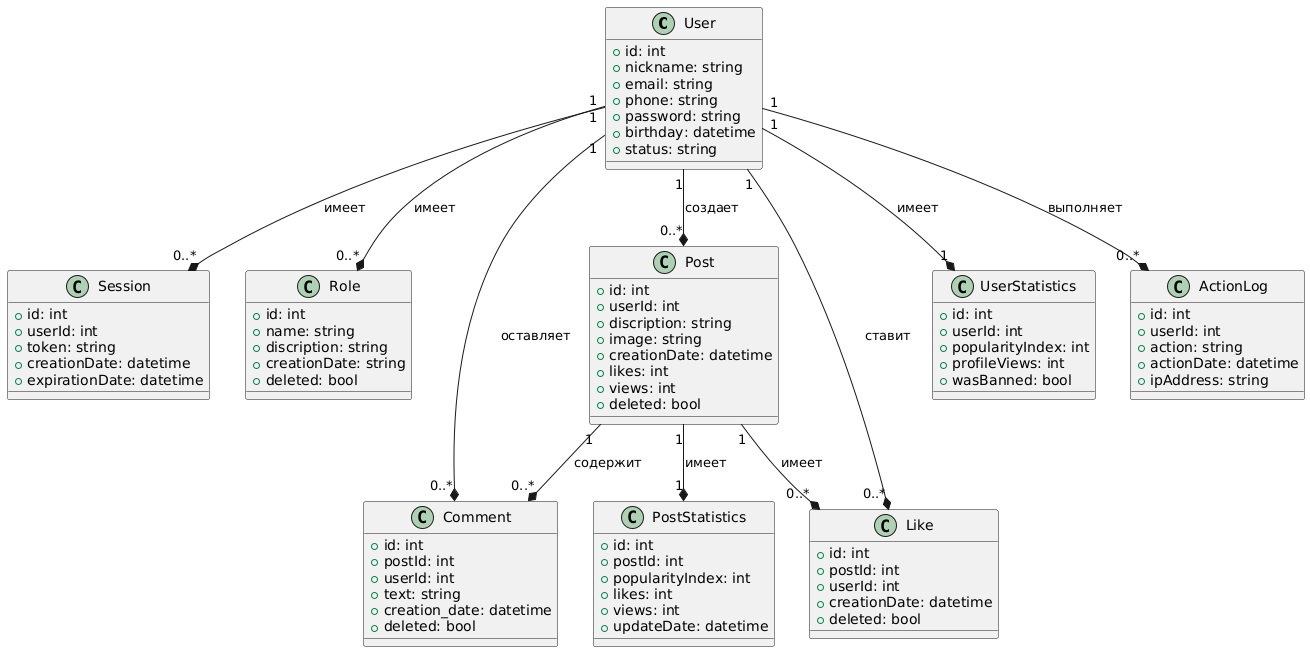 C User
id: int
nickname: string
email: string
phone: string
password: string
birthday: datetime
status: string
1
1
1
1
1
1
1
имеет
имеет
создает
имеет
выполняет
0..*
0..*
0..*
1
0..*
C Session
id: int
userId: int
token: string
creationDate: datetime
expirationDate: datetime
C Role
id: int
name: string
discription: string
creationDate: string
deleted: bool
C Post
id: int
userId: int
discription: string
image: string
creationDate: datetime
likes: int
views: int
deleted: bool
C UserStatistics
id: int
userId: int
popularityIndex: int
profileViews: int
wasBanned: bool
C ActionLog
id: int
userId: int
action: string
actionDate: datetime
ipAddress: string
оставляет
ставит
1
1
1
содержит
имеет
имеет
0..*
0..*
1
0..*
0..*
C Comment
id: int
postId: int
userId: int
text: string
creation_date: datetime
deleted: bool
C PostStatistics
id: int
postId: int
popularityIndex: int
likes: int
views: int
updateDate: datetime
C Like
id: int
postId: int
userId: int
creationDate: datetime
deleted: bool